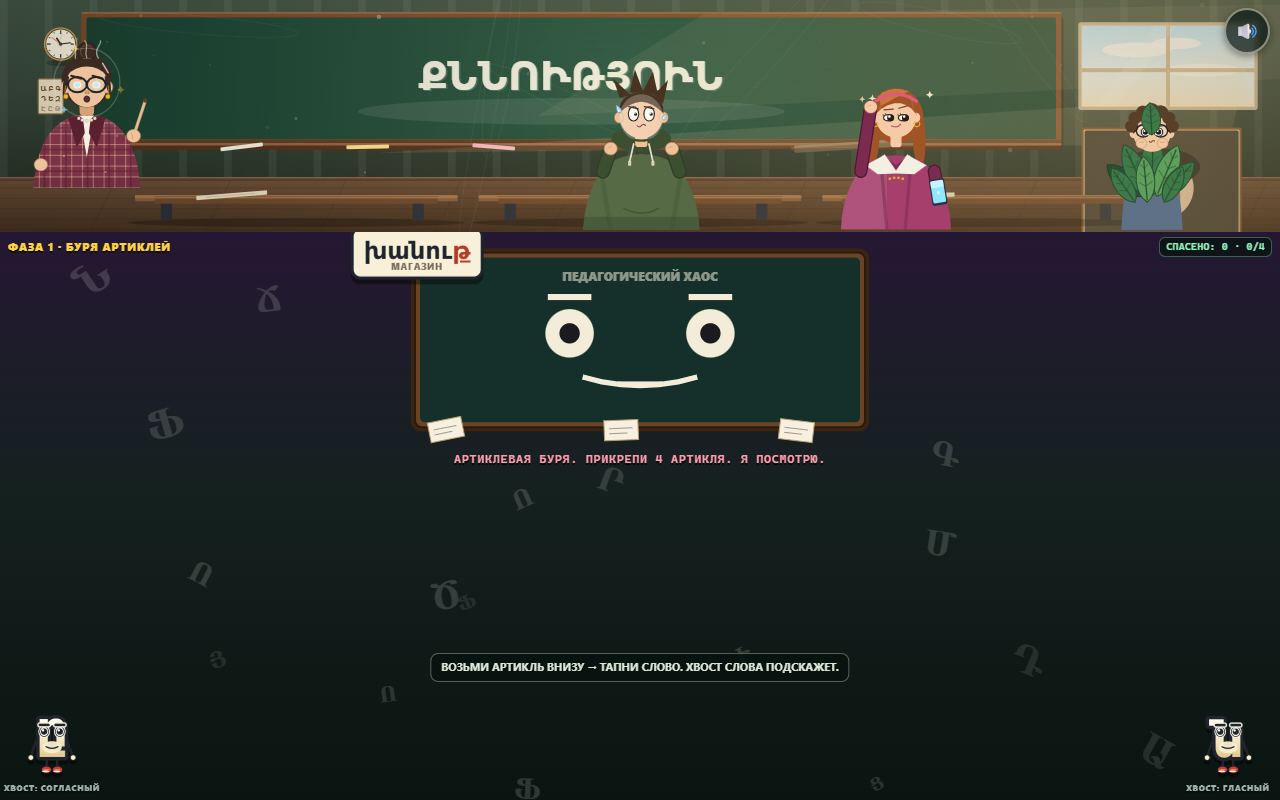 ՔՆՆՈՒԹՅՈՒՆ
Ա Բ Գ
Դ Ե Զ
Է Ը Թ
ФАЗА 1 · БУРЯ АРТИКЛЕЙ
СПАСЕНО: 0 · 0/4
խանութ
МАГАЗИН
ПЕДАГОГИЧЕСКИЙ ХАОС
АРТИКЛЕВАЯ БУРЯ. ПРИКРЕПИ 4 АРТИКЛЯ. Я ПОСМОТРЮ.
ВОЗЬМИ АРТИКЛЬ ВНИЗУ → ТАПНИ СЛОВО. ХВОСТ СЛОВА ПОДСКАЖЕТ.
ХВОСТ: СОГЛАСНЫЙ
ХВОСТ: ГЛАСНЫЙ